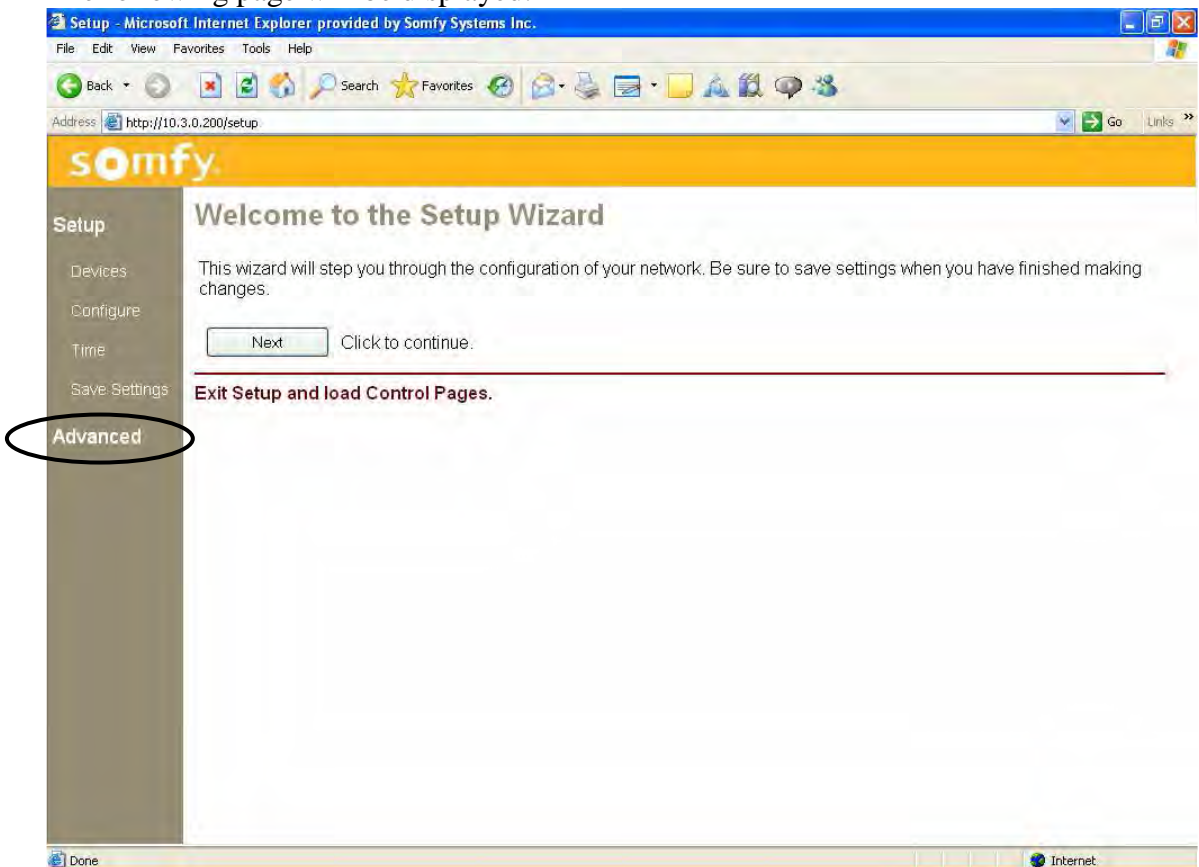 Setup - Microsoft Internet Explorer provided by Somfy Systems Inc.
File Edit View Favorites Tools Help
Back Search Favorites
Address http://10.3.0.200/setup Go Links »
somfy.
Setup
Devices
Configure
Time
Save Settings
Advanced
Welcome to the Setup Wizard
This wizard will step you through the configuration of your network. Be sure to save settings when you have finished making
changes.
Next Click to continue.
Exit Setup and load Control Pages.
Done Internet